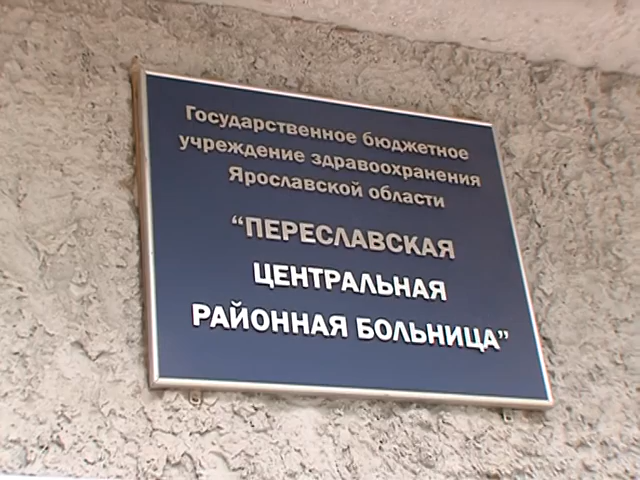 Государственное бюджетное
учреждение здравоохранения
Ярославской области
“ПЕРЕСЛАВСКАЯ
ЦЕНТРАЛЬНАЯ
РАЙОННАЯ БОЛЬНИЦА”